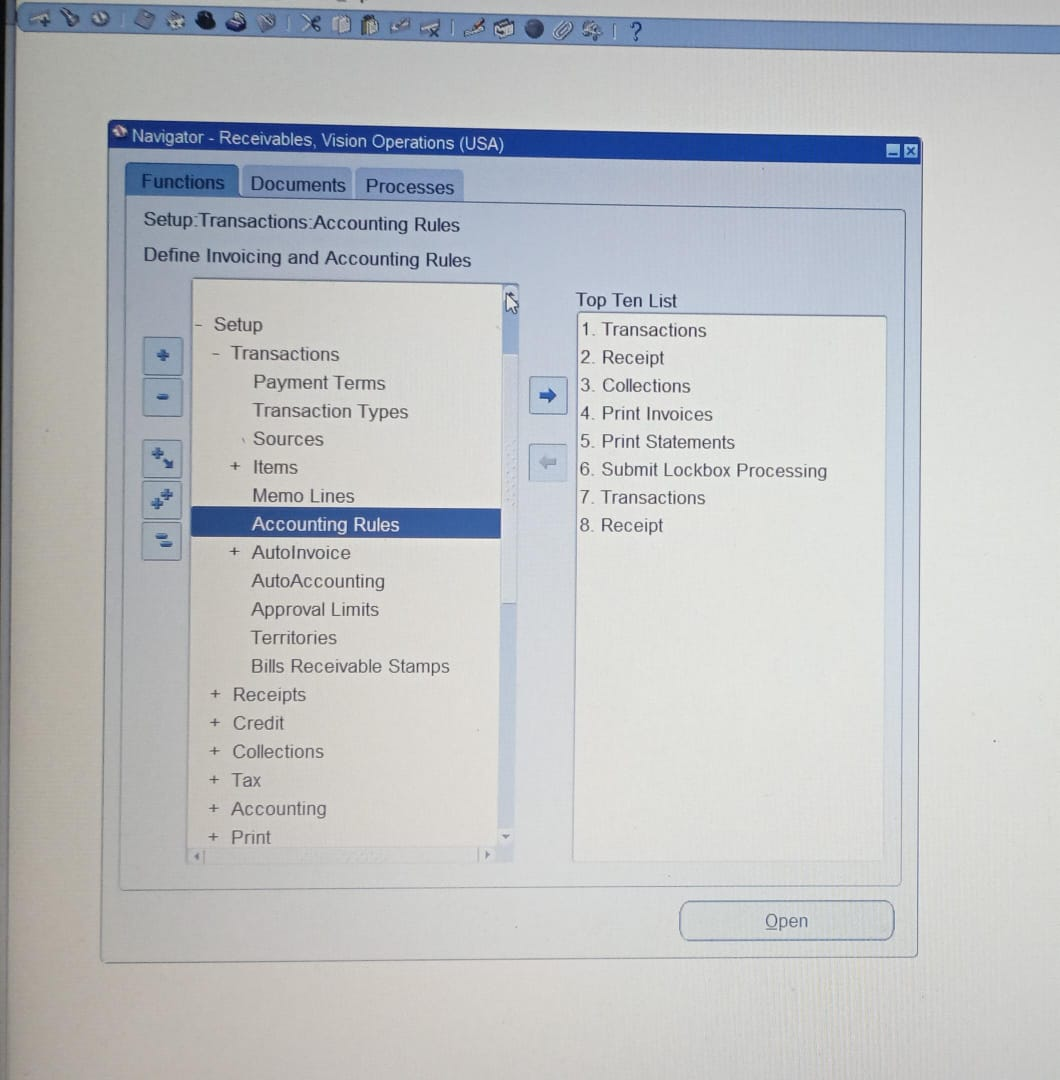 Navigator - Receivables, Vision Operations (USA)
Functions Documents Processes
Setup:Transactions:Accounting Rules
Define Invoicing and Accounting Rules
- Setup
- Transactions
Payment Terms
Transaction Types
Sources
+ Items
Memo Lines
Accounting Rules
+ AutoInvoice
AutoAccounting
Approval Limits
Territories
Bills Receivable Stamps
+ Receipts
+ Credit
+ Collections
+ Tax
+ Accounting
+ Print
Top Ten List
1. Transactions
2. Receipt
3. Collections
4. Print Invoices
5. Print Statements
6. Submit Lockbox Processing
7. Transactions
8. Receipt
Open